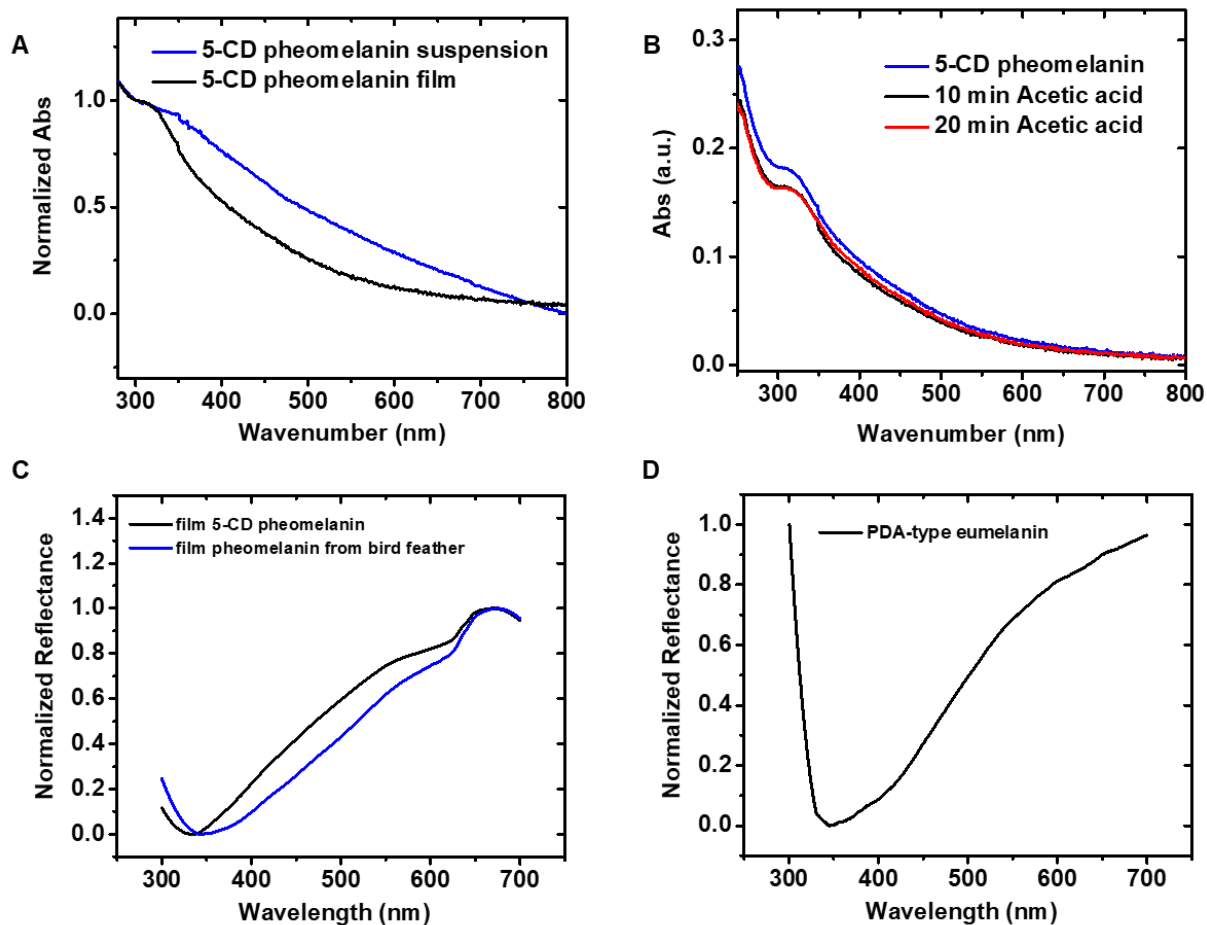 A
5-CD pheomelanin suspension
5-CD pheomelanin film
Normalized Abs
1.0
0.5
0.0
300 400 500 600 700 800
Wavenumber (nm)
B
5-CD pheomelanin
10 min Acetic acid
20 min Acetic acid
Abs (a.u.)
0.3
0.2
0.1
0.0
300 400 500 600 700 800
Wavenumber (nm)
C
film 5-CD pheomelanin
film pheomelanin from bird feather
Normalized Reflectance
1.4
1.2
1.0
0.8
0.6
0.4
0.2
0.0
300 400 500 600 700
Wavelength (nm)
D
PDA-type eumelanin
Normalized Reflectance
1.0
0.8
0.6
0.4
0.2
0.0
300 400 500 600 700
Wavelength (nm)